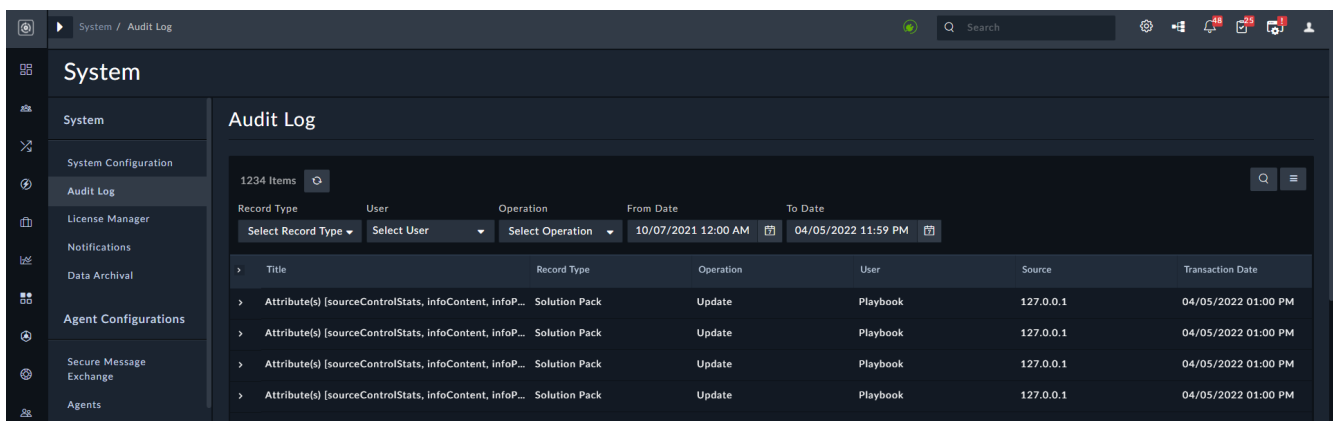 System / Audit Log
Search
48
25
!
System
System
System Configuration
Audit Log
License Manager
Notifications
Data Archival
Agent Configurations
Secure Message
Exchange
Agents
Audit Log
1234 Items
Record Type User Operation From Date To Date
Select Record Type Select User Select Operation 10/07/2021 12:00 AM 04/05/2022 11:59 PM
Title Record Type Operation User Source Transaction Date
Attribute(s) [sourceControlStats, infoContent, infoP... Solution Pack Update Playbook 127.0.0.1 04/05/2022 01:00 PM
Attribute(s) [sourceControlStats, infoContent, infoP... Solution Pack Update Playbook 127.0.0.1 04/05/2022 01:00 PM
Attribute(s) [sourceControlStats, infoContent, infoP... Solution Pack Update Playbook 127.0.0.1 04/05/2022 01:00 PM
Attribute(s) [sourceControlStats, infoContent, infoP... Solution Pack Update Playbook 127.0.0.1 04/05/2022 01:00 PM